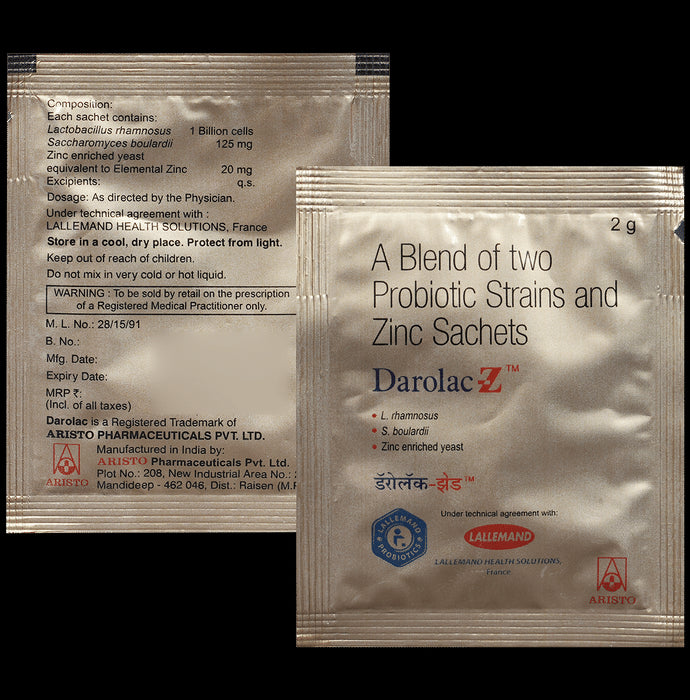 Composition:
Each sachet contains:
Lactobacillus rhamnosus 1 Billion cells
Saccharomyces boulardii 125 mg
Zinc enriched yeast
equivalent to Elemental Zinc 20 mg
Excipients: q.s.
Dosage: As directed by the Physician.
Under technical agreement with :
LALLEMAND HEALTH SOLUTIONS, France
Store in a cool, dry place. Protect from light.
Keep out of reach of children.
Do not mix in very cold or hot liquid.
WARNING : To be sold by retail on the prescription
of a Registered Medical Practitioner only.
M. L. No.: 28/15/91
B. No.:
Mfg. Date:
Expiry Date:
MRP ₹:
(Incl. of all taxes)
Darolac is a Registered Trademark of
ARISTO PHARMACEUTICALS PVT. LTD.
Manufactured in India by:
ARISTO Pharmaceuticals Pvt. Ltd.
Plot No.: 208, New Industrial Area No.:
Mandideep - 462 046, Dist.: Raisen
ARISTO
2 g
A Blend of two
Probiotic Strains and
Zinc Sachets
Darolac-Z™
• L. rhamnosus
• S. boulardii
• Zinc enriched yeast
डॅरोलॅक-झेड™
Under technical agreement with:
LALLEMAND PROBIOTICS
LALLEMAND
LALLEMAND HEALTH SOLUTIONS,
France.
ARISTO